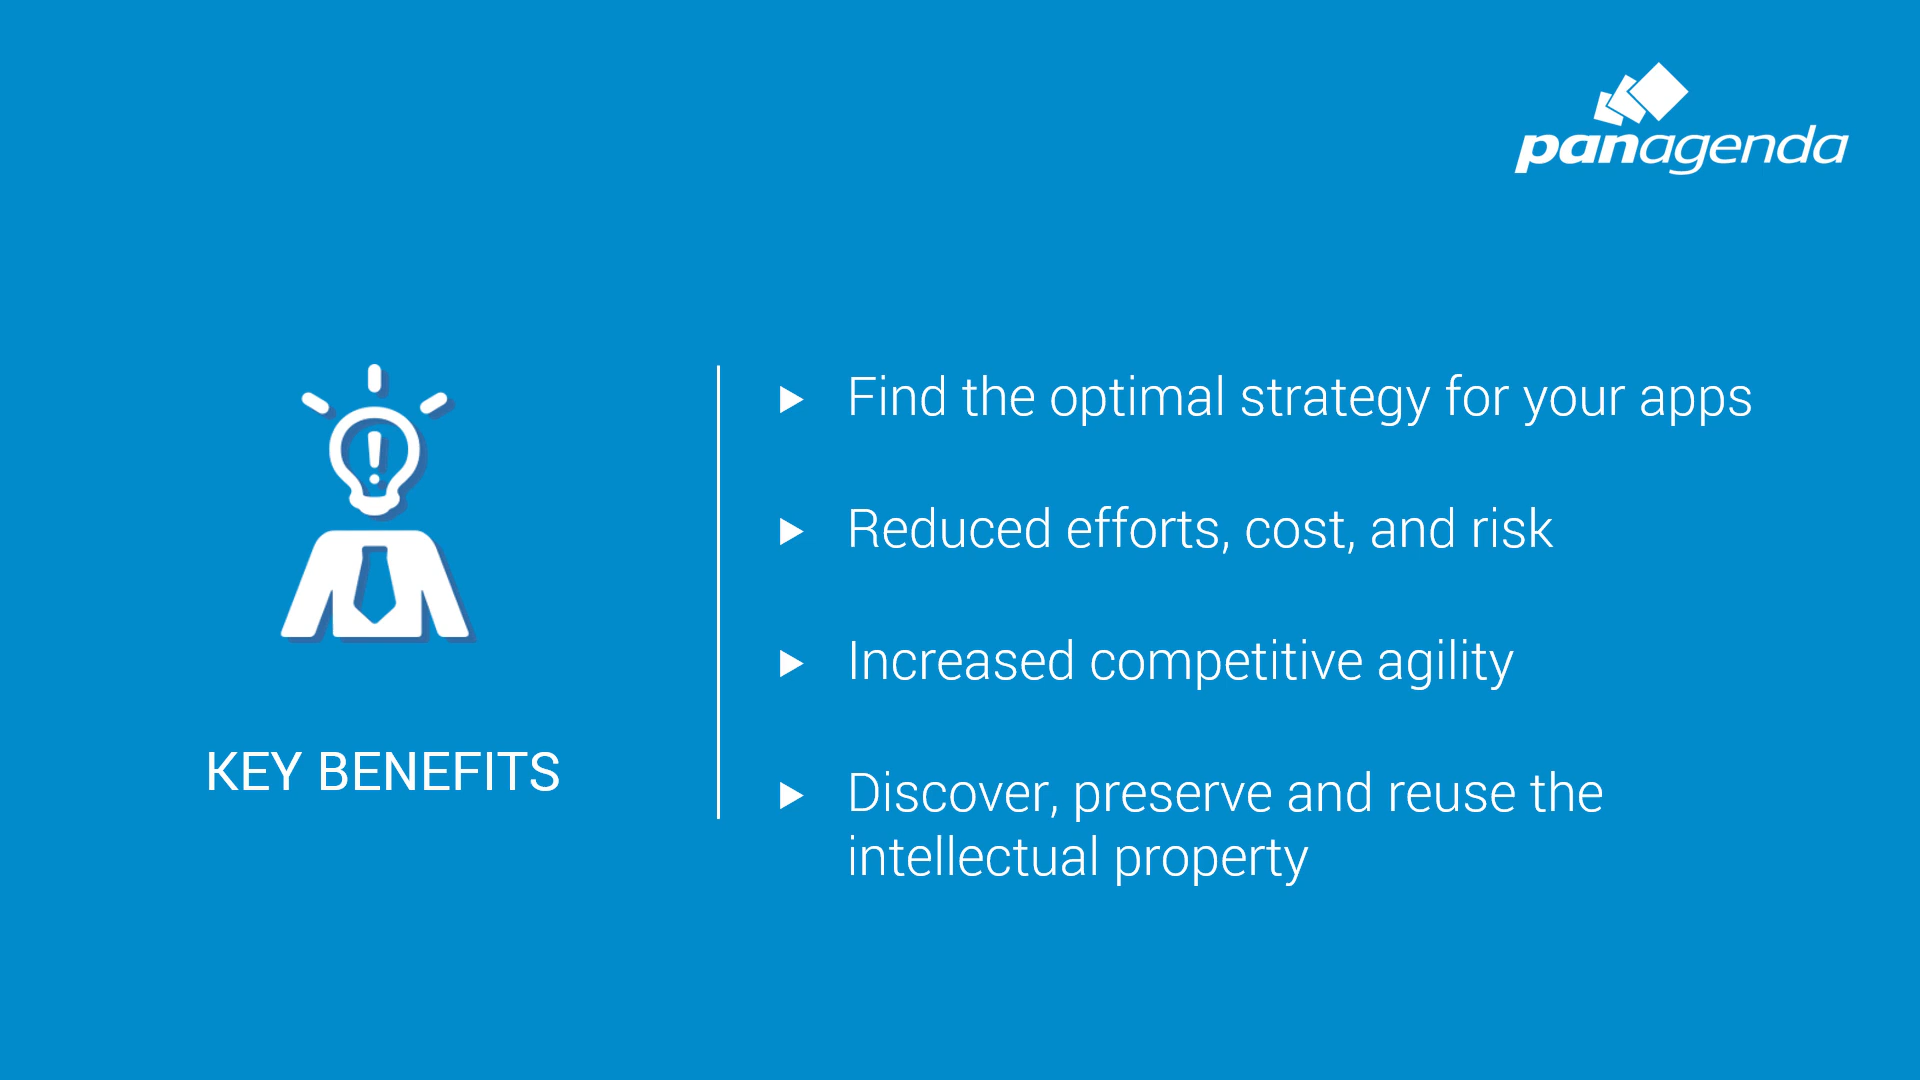 panagenda
Find the optimal strategy for your apps
Reduced efforts, cost, and risk
Increased competitive agility
KEY BENEFITS
Discover, preserve and reuse the
intellectual property